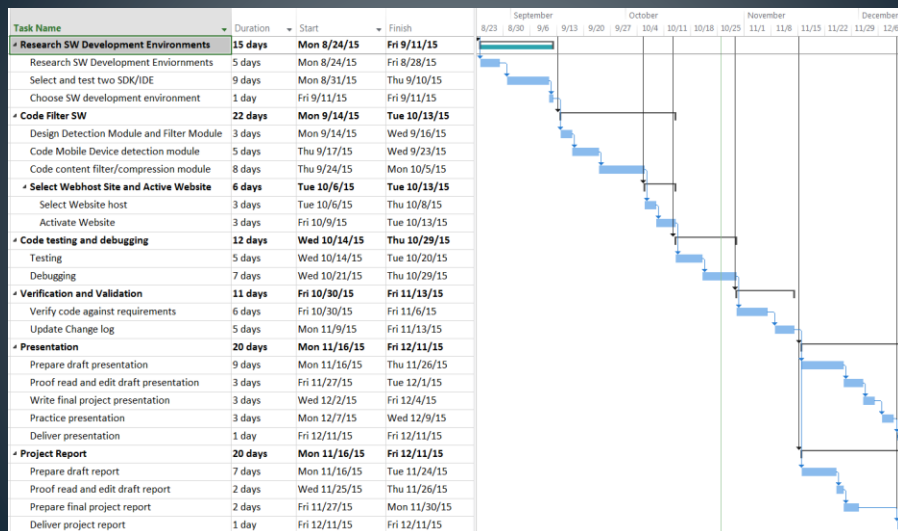 September October November December
Task Name Duration Start Finish 8/23 8/30 9/6 9/13 9/20 9/27 10/4 10/11 10/18 10/25 11/1 11/8 11/15 11/22 11/29
Research SW Development Environments 15 days Mon 8/24/15 Fri 9/11/15
Research SW Development Enviornments 5 days Mon 8/24/15 Fri 8/28/15
Select and test two SDK/IDE 9 days Mon 8/31/15 Thu 9/10/15
Choose SW development environment 1 day Fri 9/11/15 Fri 9/11/15
Code Filter SW 22 days Mon 9/14/15 Tue 10/13/15
Design Detection Module and Filter Module 3 days Mon 9/14/15 Wed 9/16/15
Code Mobile Device detection module 5 days Thu 9/17/15 Wed 9/23/15
Code content filter/compression module 8 days Thu 9/24/15 Mon 10/5/15
Select Webhost Site and Active Website 6 days Tue 10/6/15 Tue 10/13/15
Select Website host 3 days Tue 10/6/15 Thu 10/8/15
Activate Website 3 days Fri 10/9/15 Tue 10/13/15
Code testing and debugging 12 days Wed 10/14/15 Thu 10/29/15
Testing 5 days Wed 10/14/15 Tue 10/20/15
Debugging 7 days Wed 10/21/15 Thu 10/29/15
Verification and Validation 11 days Fri 10/30/15 Fri 11/13/15
Verify code against requirements 6 days Fri 10/30/15 Fri 11/6/15
Update Change log 5 days Mon 11/9/15 Fri 11/13/15
Presentation 20 days Mon 11/16/15 Fri 12/11/15
Prepare draft presentation 9 days Mon 11/16/15 Thu 11/26/15
Proof read and edit draft presentation 3 days Fri 11/27/15 Tue 12/1/15
Write final project presentation 3 days Wed 12/2/15 Fri 12/4/15
Practice presentation 3 days Mon 12/7/15 Wed 12/9/15
Deliver presentation 1 day Fri 12/11/15 Fri 12/11/15
Project Report 20 days Mon 11/16/15 Fri 12/11/15
Prepare draft report 7 days Mon 11/16/15 Tue 11/24/15
Proof read and edit draft report 2 days Wed 11/25/15 Thu 11/26/15
Prepare final project report 2 days Fri 11/27/15 Mon 11/30/15
Deliver project report 1 day Fri 12/11/15 Fri 12/11/15